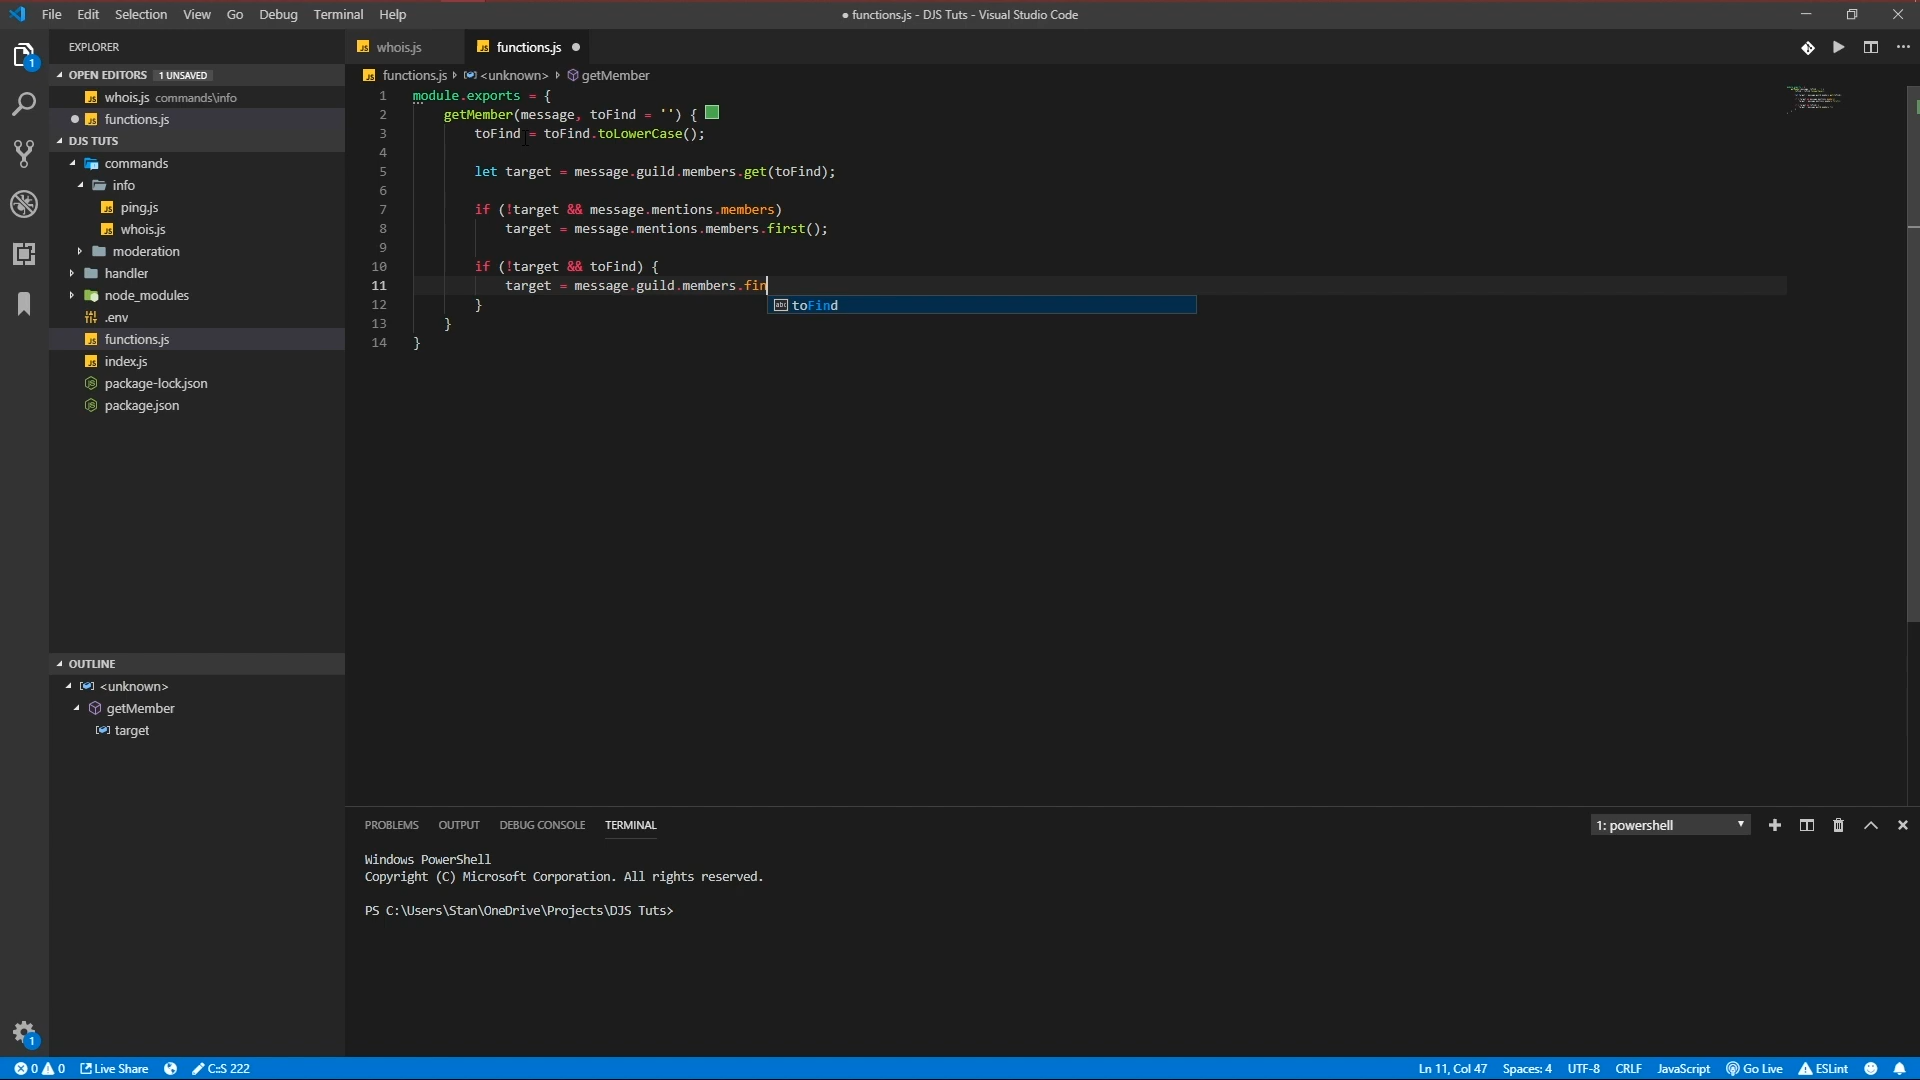 File Edit Selection View Go Debug Terminal Help
● functions.js - DJS Tuts - Visual Studio Code
EXPLORER
OPEN EDITORS 1 UNSAVED
whois.js commands\info
functions.js
DJS TUTS
commands
info
ping.js
whois.js
moderation
handler
node_modules
.env
functions.js
index.js
package-lock.json
package.json
OUTLINE
<unknown>
getMember
target
whois.js
functions.js
functions.js <unknown> getMember
1 module.exports = {
2 getMember(message, toFind = '') {
3 toFind = toFind.toLowerCase();
4
5 let target = message.guild.members.get(toFind);
6
7 if (!target && message.mentions.members)
8 target = message.mentions.members.first();
9
10 if (!target && toFind) {
11 target = message.guild.members.fin
abc toFind
12 }
13 }
14 }
PROBLEMS OUTPUT DEBUG CONSOLE TERMINAL
1: powershell
Windows PowerShell
Copyright (C) Microsoft Corporation. All rights reserved.
PS C:\Users\Stan\OneDrive\Projects\DJS Tuts>
1
1
0 0 Live Share C:S 222
Ln 11, Col 47 Spaces: 4 UTF-8 CRLF JavaScript Go Live ESLint